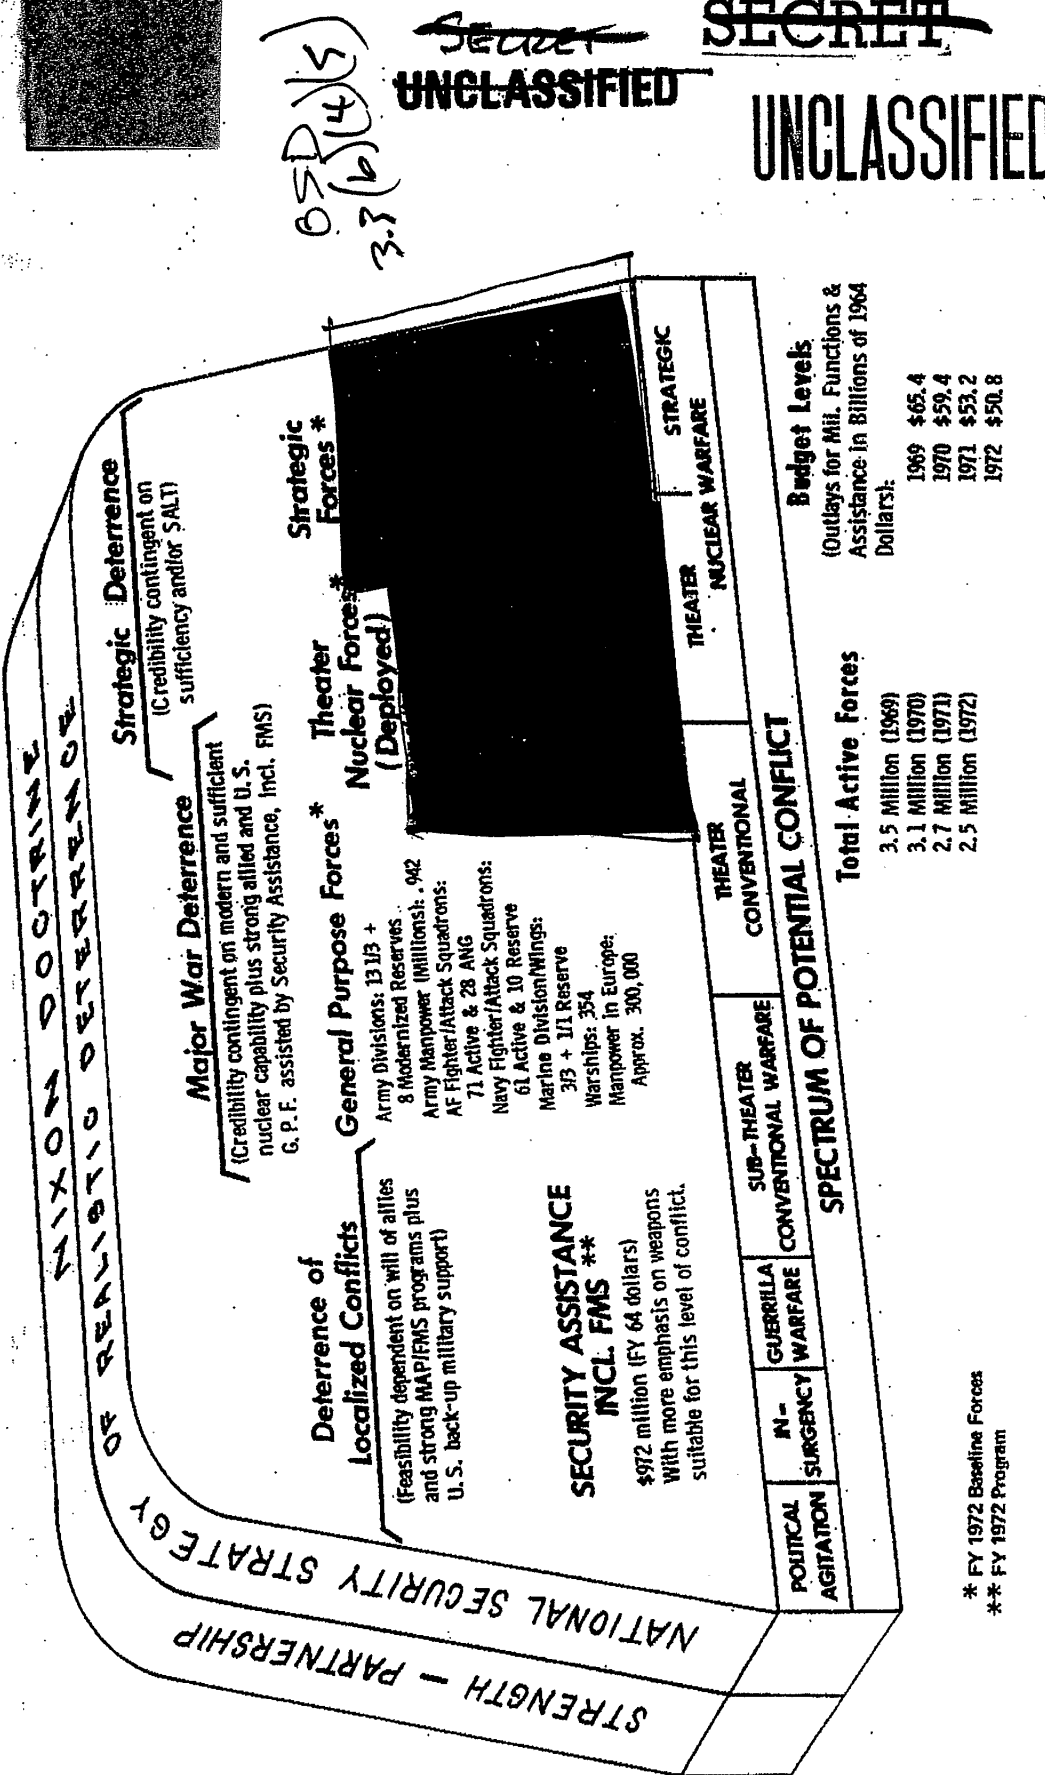 SECRET
SECRET
UNCLASSIFIED
UNCLASSIFIED
OSD
3.3(b)(4)(5)
NIXON DOCTRINE
STRENGTH — PARTNERSHIP
NATIONAL SECURITY STRATEGY OF REALISTIC DETERRENCE
Strategic Deterrence
(Credibility contingent on
sufficiency and/or SALT)
Major War Deterrence
(Credibility contingent on modern and sufficient
nuclear capability plus strong allied and U.S.
G.P.F. assisted by Security Assistance, Incl. FMS)
Deterrence of
Localized Conflicts
(Feasibility dependent on will of allies
and strong MAP/FMS programs plus
U.S. back-up military support)
SECURITY ASSISTANCE
INCL. FMS **
$972 million (FY 64 dollars)
With more emphasis on weapons
suitable for this level of conflict.
General Purpose Forces*
Army Divisions: 13 1/3 +
8 Modernized Reserves
Army Manpower (Millions): .942
AF Fighter/Attack Squadrons:
71 Active & 28 ANG
Navy Fighter/Attack Squadrons:
61 Active & 10 Reserve
Marine Division/Wings:
3/3 + 1/1 Reserve
Warships: 354
Manpower in Europe:
Approx. 300,000
Theater
Nuclear Forces*
(Deployed)
Strategic
Forces *
POLITICAL
AGITATION
IN-
SURGENCY
GUERRILLA
WARFARE
SUB-THEATER
CONVENTIONAL WARFARE
THEATER
CONVENTIONAL
THEATER
STRATEGIC
NUCLEAR WARFARE
SPECTRUM OF POTENTIAL CONFLICT
Total Active Forces
3.5 Million (1969)
3.1 Million (1970)
2.7 Million (1971)
2.5 Million (1972)
Budget Levels
(Outlays for Mil. Functions &
Assistance in Billions of 1964
Dollars):
1969 $65.4
1970 $59.4
1971 $53.2
1972 $50.8
* FY 1972 Baseline Forces
** FY 1972 Program